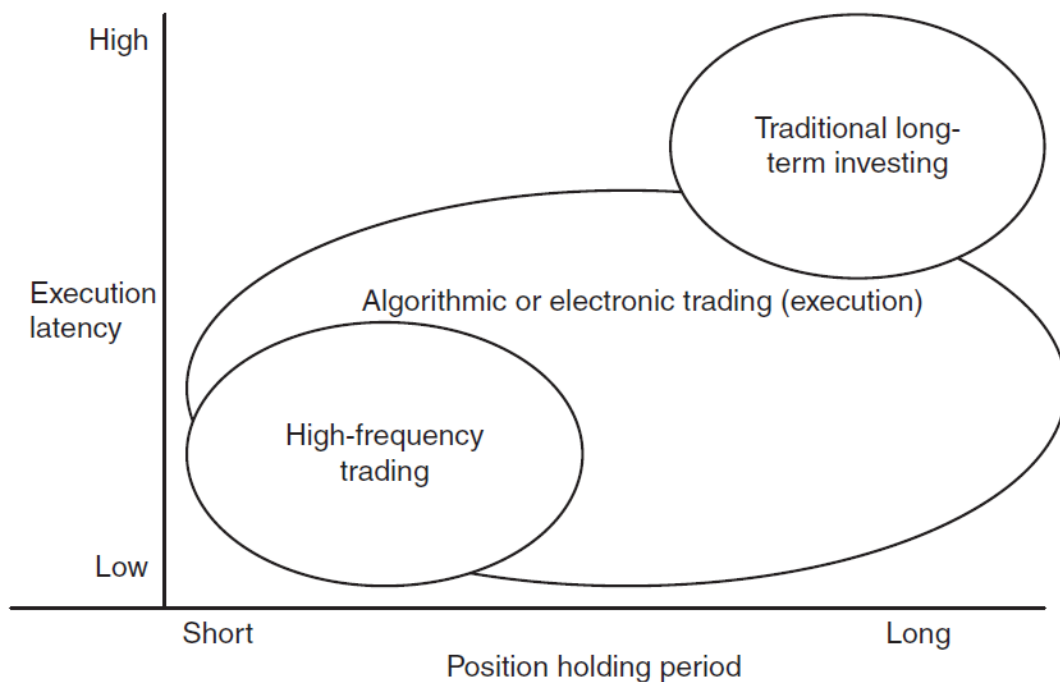 High
Traditional long-
term investing
Execution
latency
Algorithmic or electronic trading (execution)
High-frequency
trading
Low
Short
Long
Position holding period